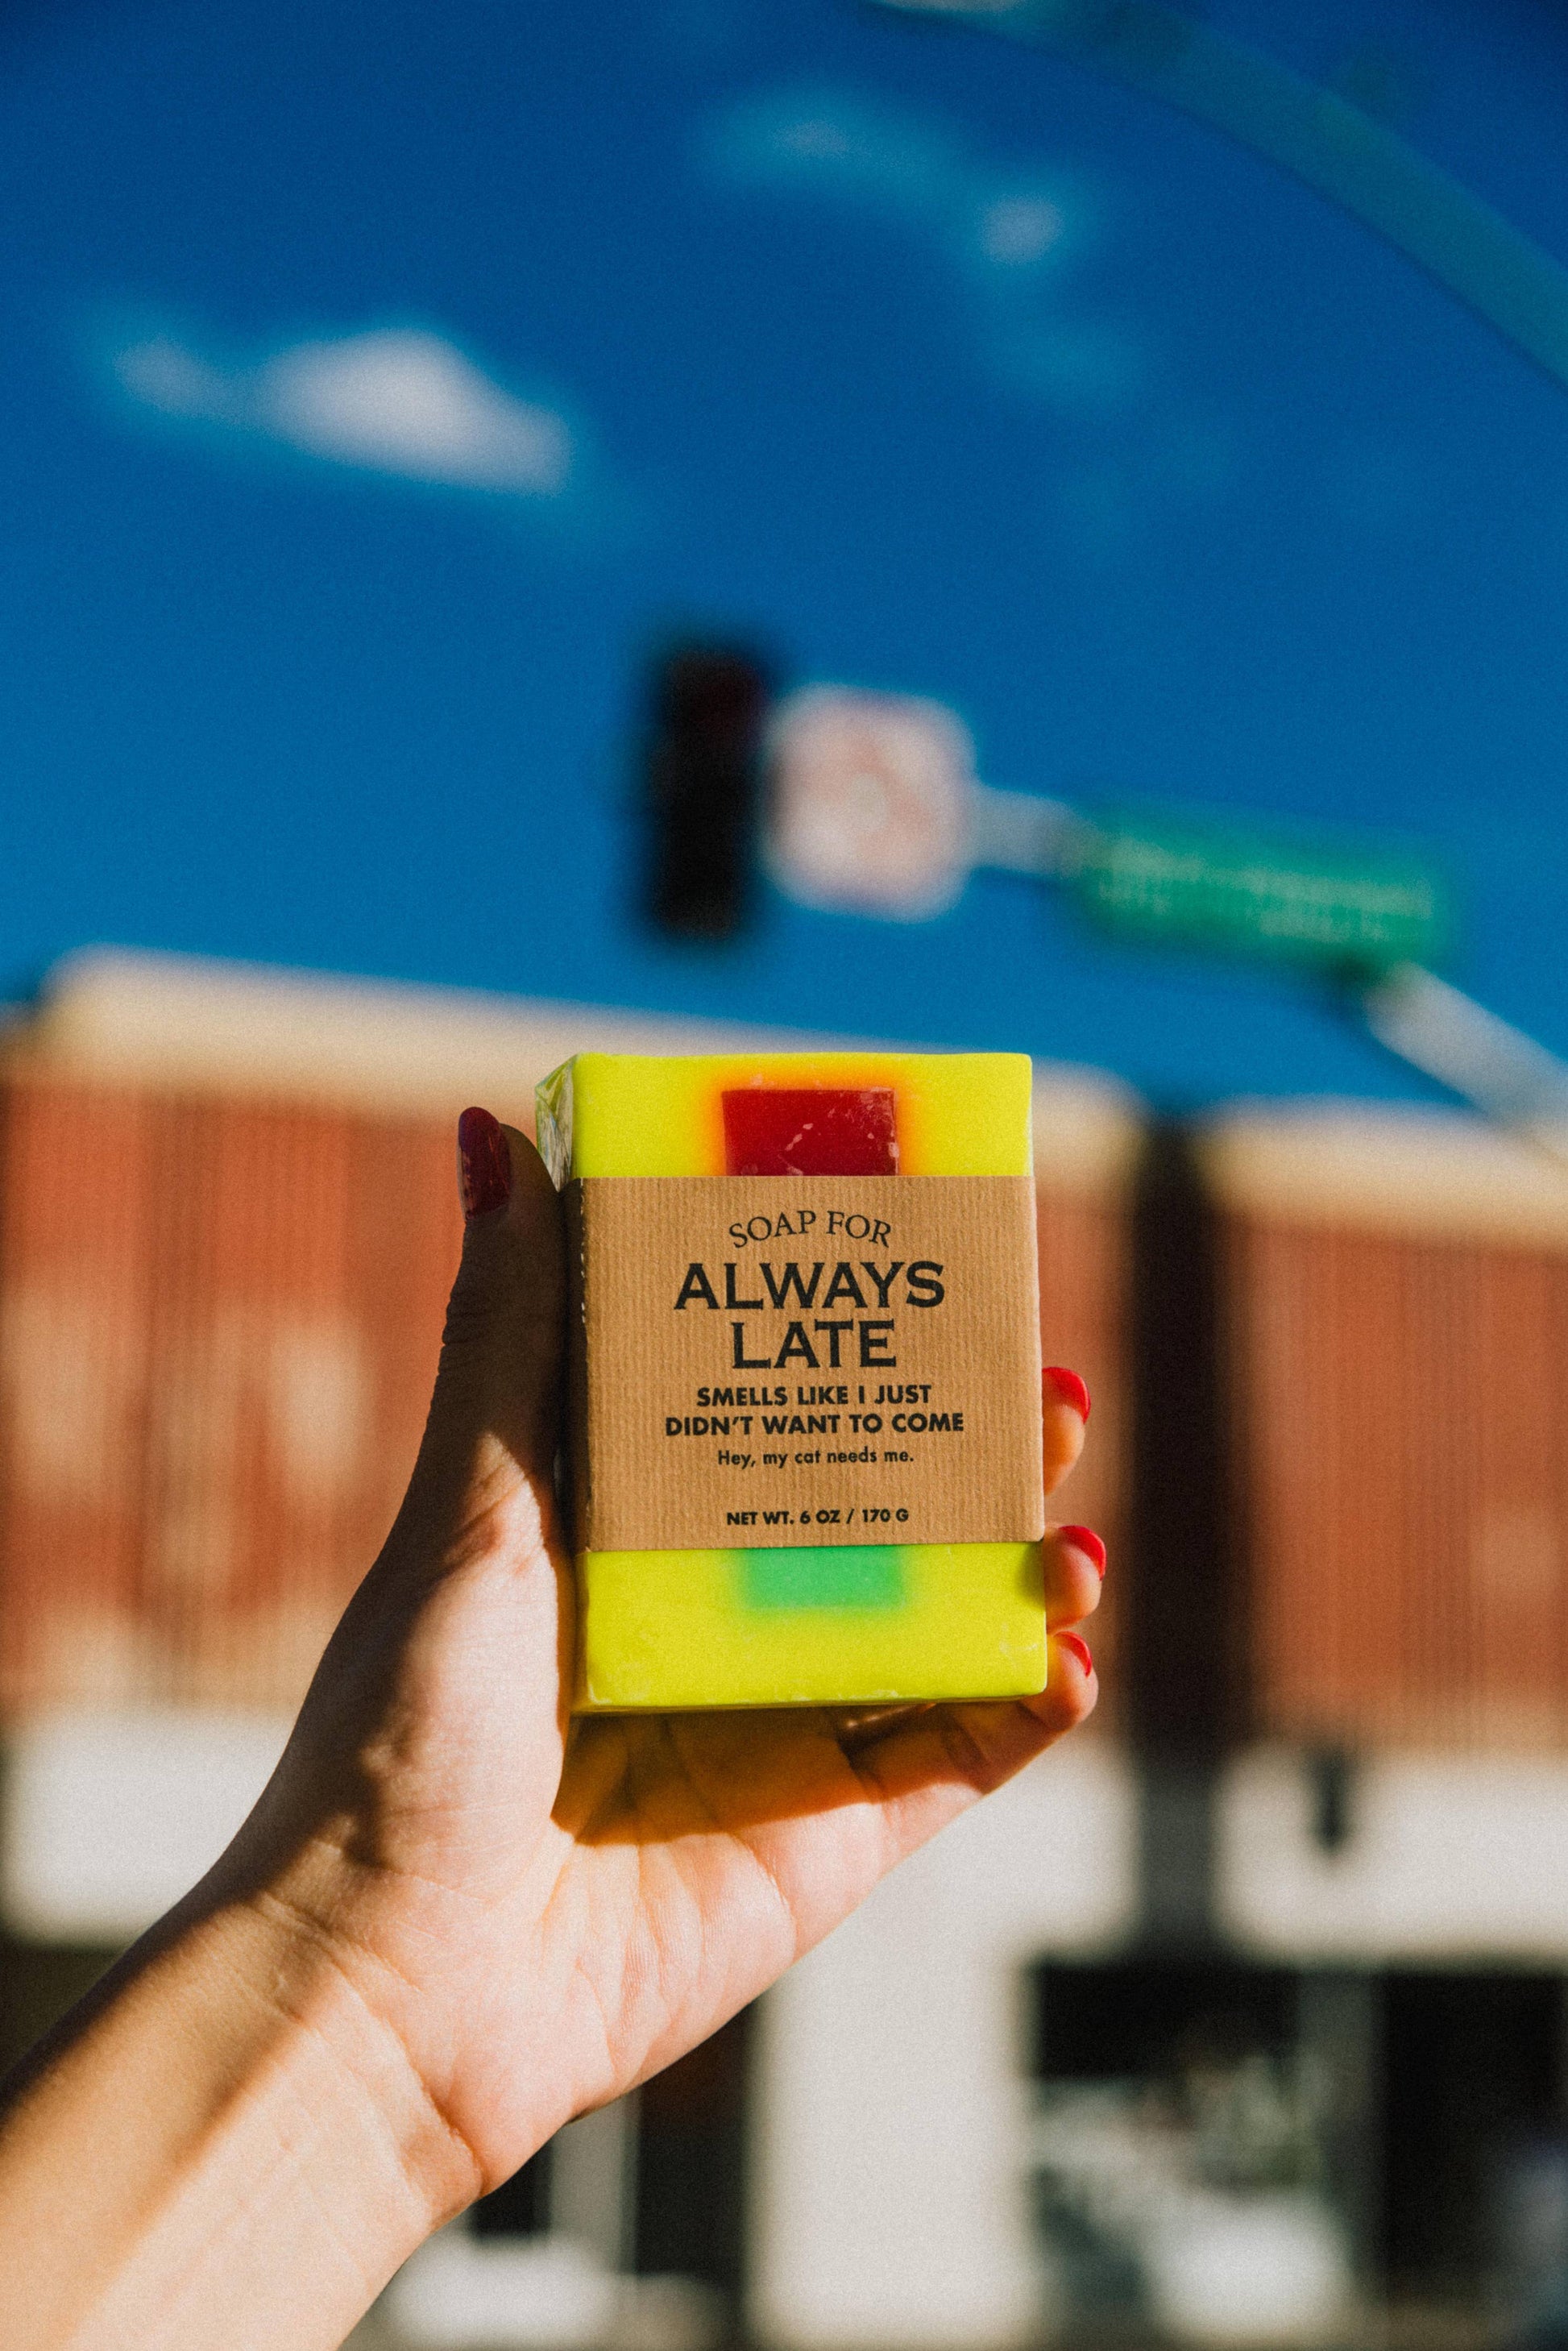 SOAP FOR
ALWAYS
LATE
SMELLS LIKE I JUST
DIDN'T WANT TO COME
Hey, my cat needs me.
NET WT. 6 OZ / 170 G